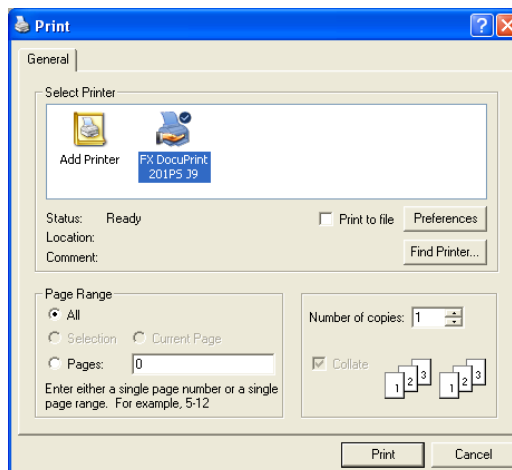 Print
General
Select Printer
Add Printer
FX DocuPrint
201PS J9
Status: Ready
Print to file
Preferences
Location:
Comment:
Find Printer...
Page Range
All
Selection
Current Page
Pages: 0
Enter either a single page number or a single
page range. For example, 5-12
Number of copies: 1
Collate
1 2 3 1 2 3
Print
Cancel